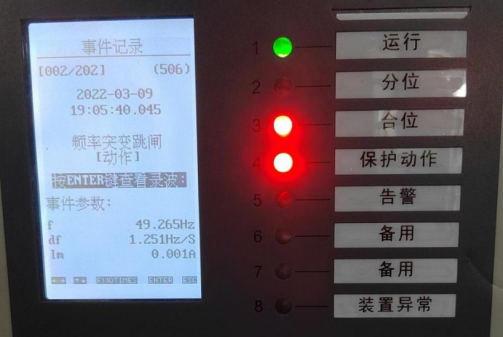 事件记录
[002/202] (506)
2022-03-09
19:05:40.045
频率突变跳闸
[动作]
按ENTER键查看录波:
事件参数:
f 49.265Hz
df 1.251Hz/S
Im 0.001A
ENTER ESC
1 运行
2 分位
3 合位
4 保护动作
5 告警
6 备用
7 备用
8 装置异常